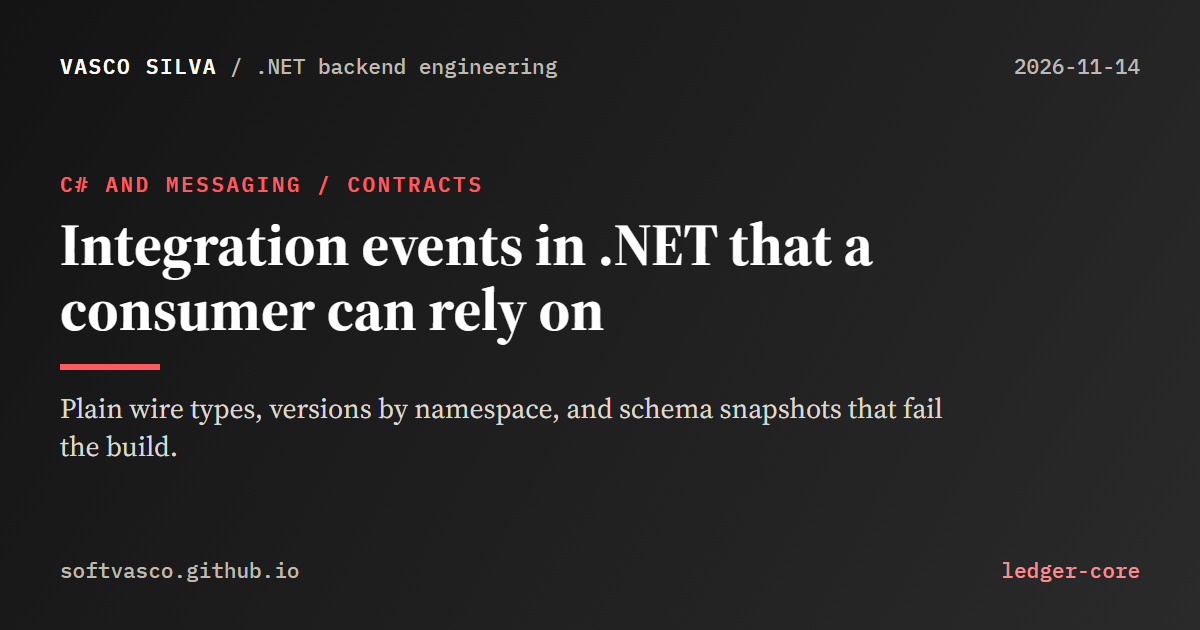 VASCO SILVA / .NET backend engineering
2026-11-14
C# AND MESSAGING / CONTRACTS
Integration events in .NET that a
consumer can rely on
Plain wire types, versions by namespace, and schema snapshots that fail
the build.
softvasco.github.io
ledger-core